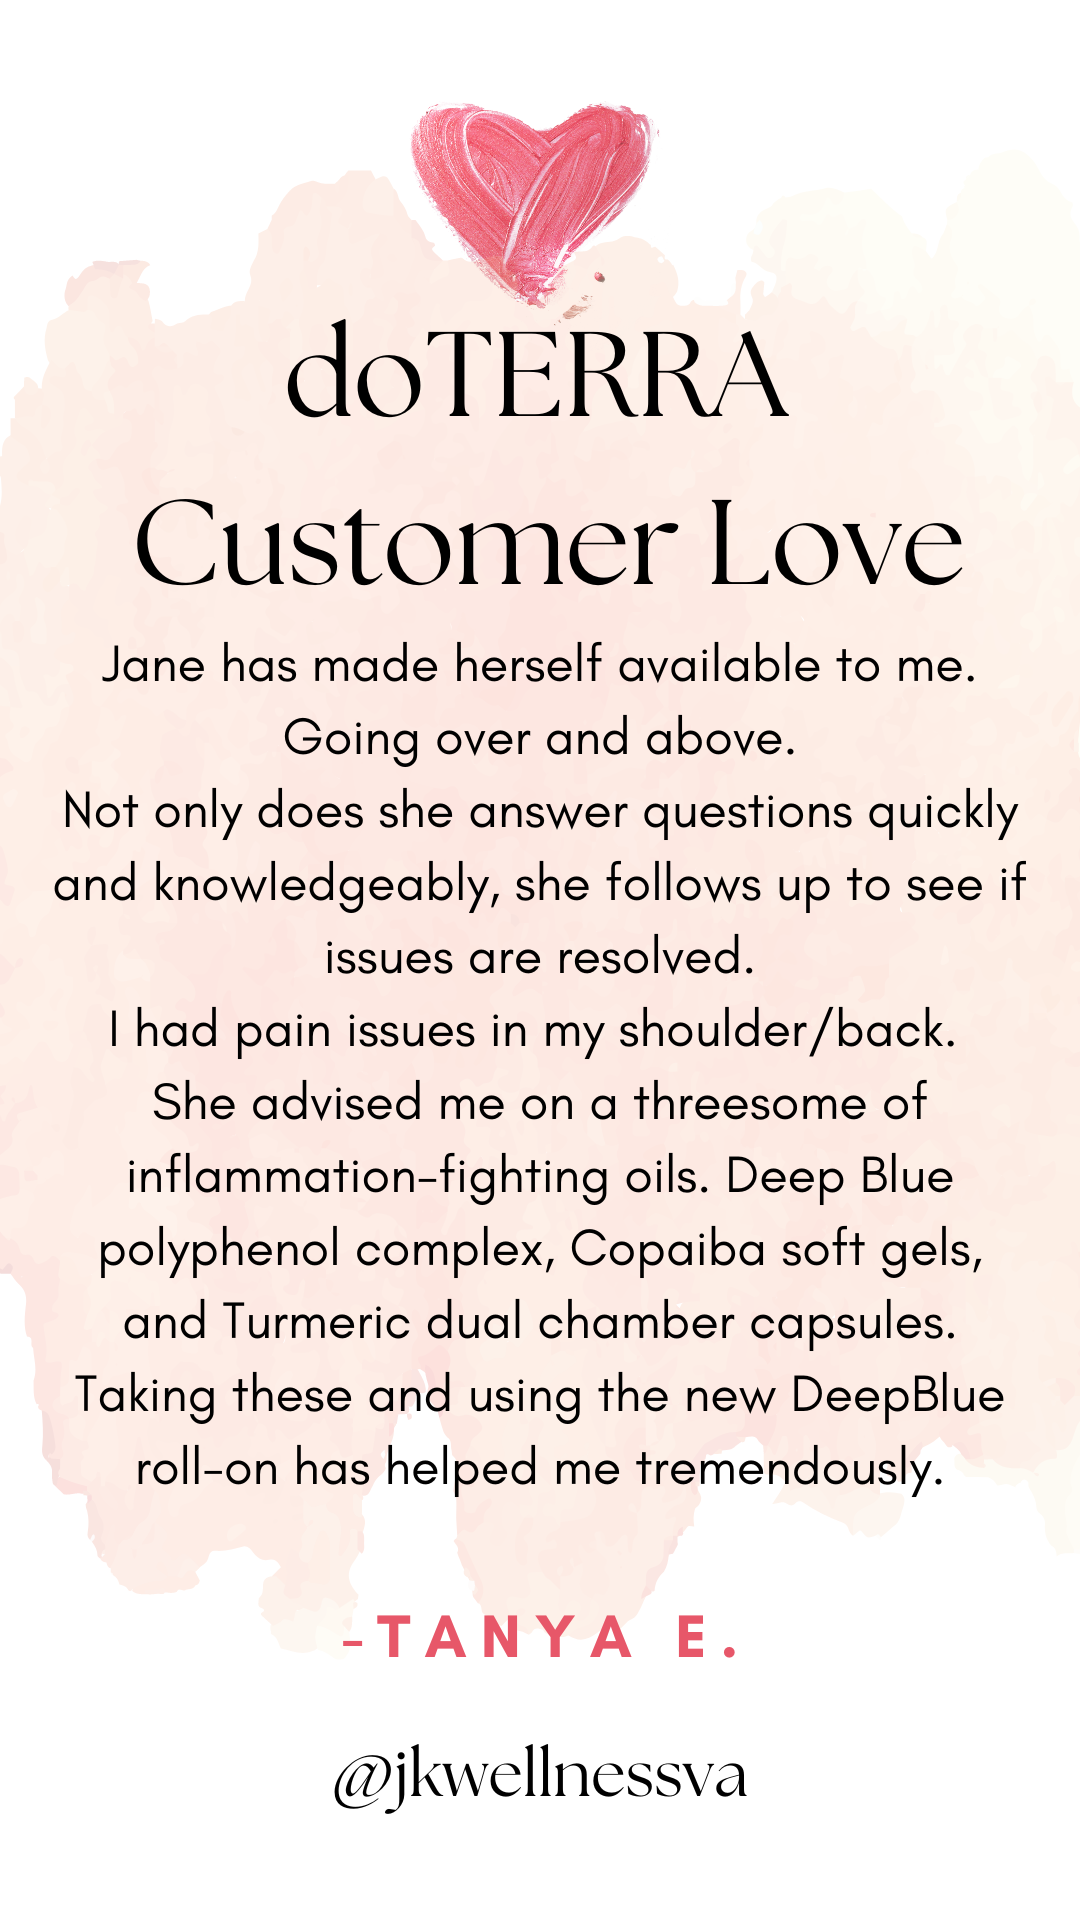 doTERRA
Customer Love
Jane has made herself available to me.
Going over and above.
Not only does she answer questions quickly
and knowledgeably, she follows up to see if
issues are resolved.
I had pain issues in my shoulder/back.
She advised me on a threesome of
inflammation-fighting oils. Deep Blue
polyphenol complex, Copaiba soft gels,
and Turmeric dual chamber capsules.
Taking these and using the new DeepBlue
roll-on has helped me tremendously.
-TANYA E.
@jkwellnessva